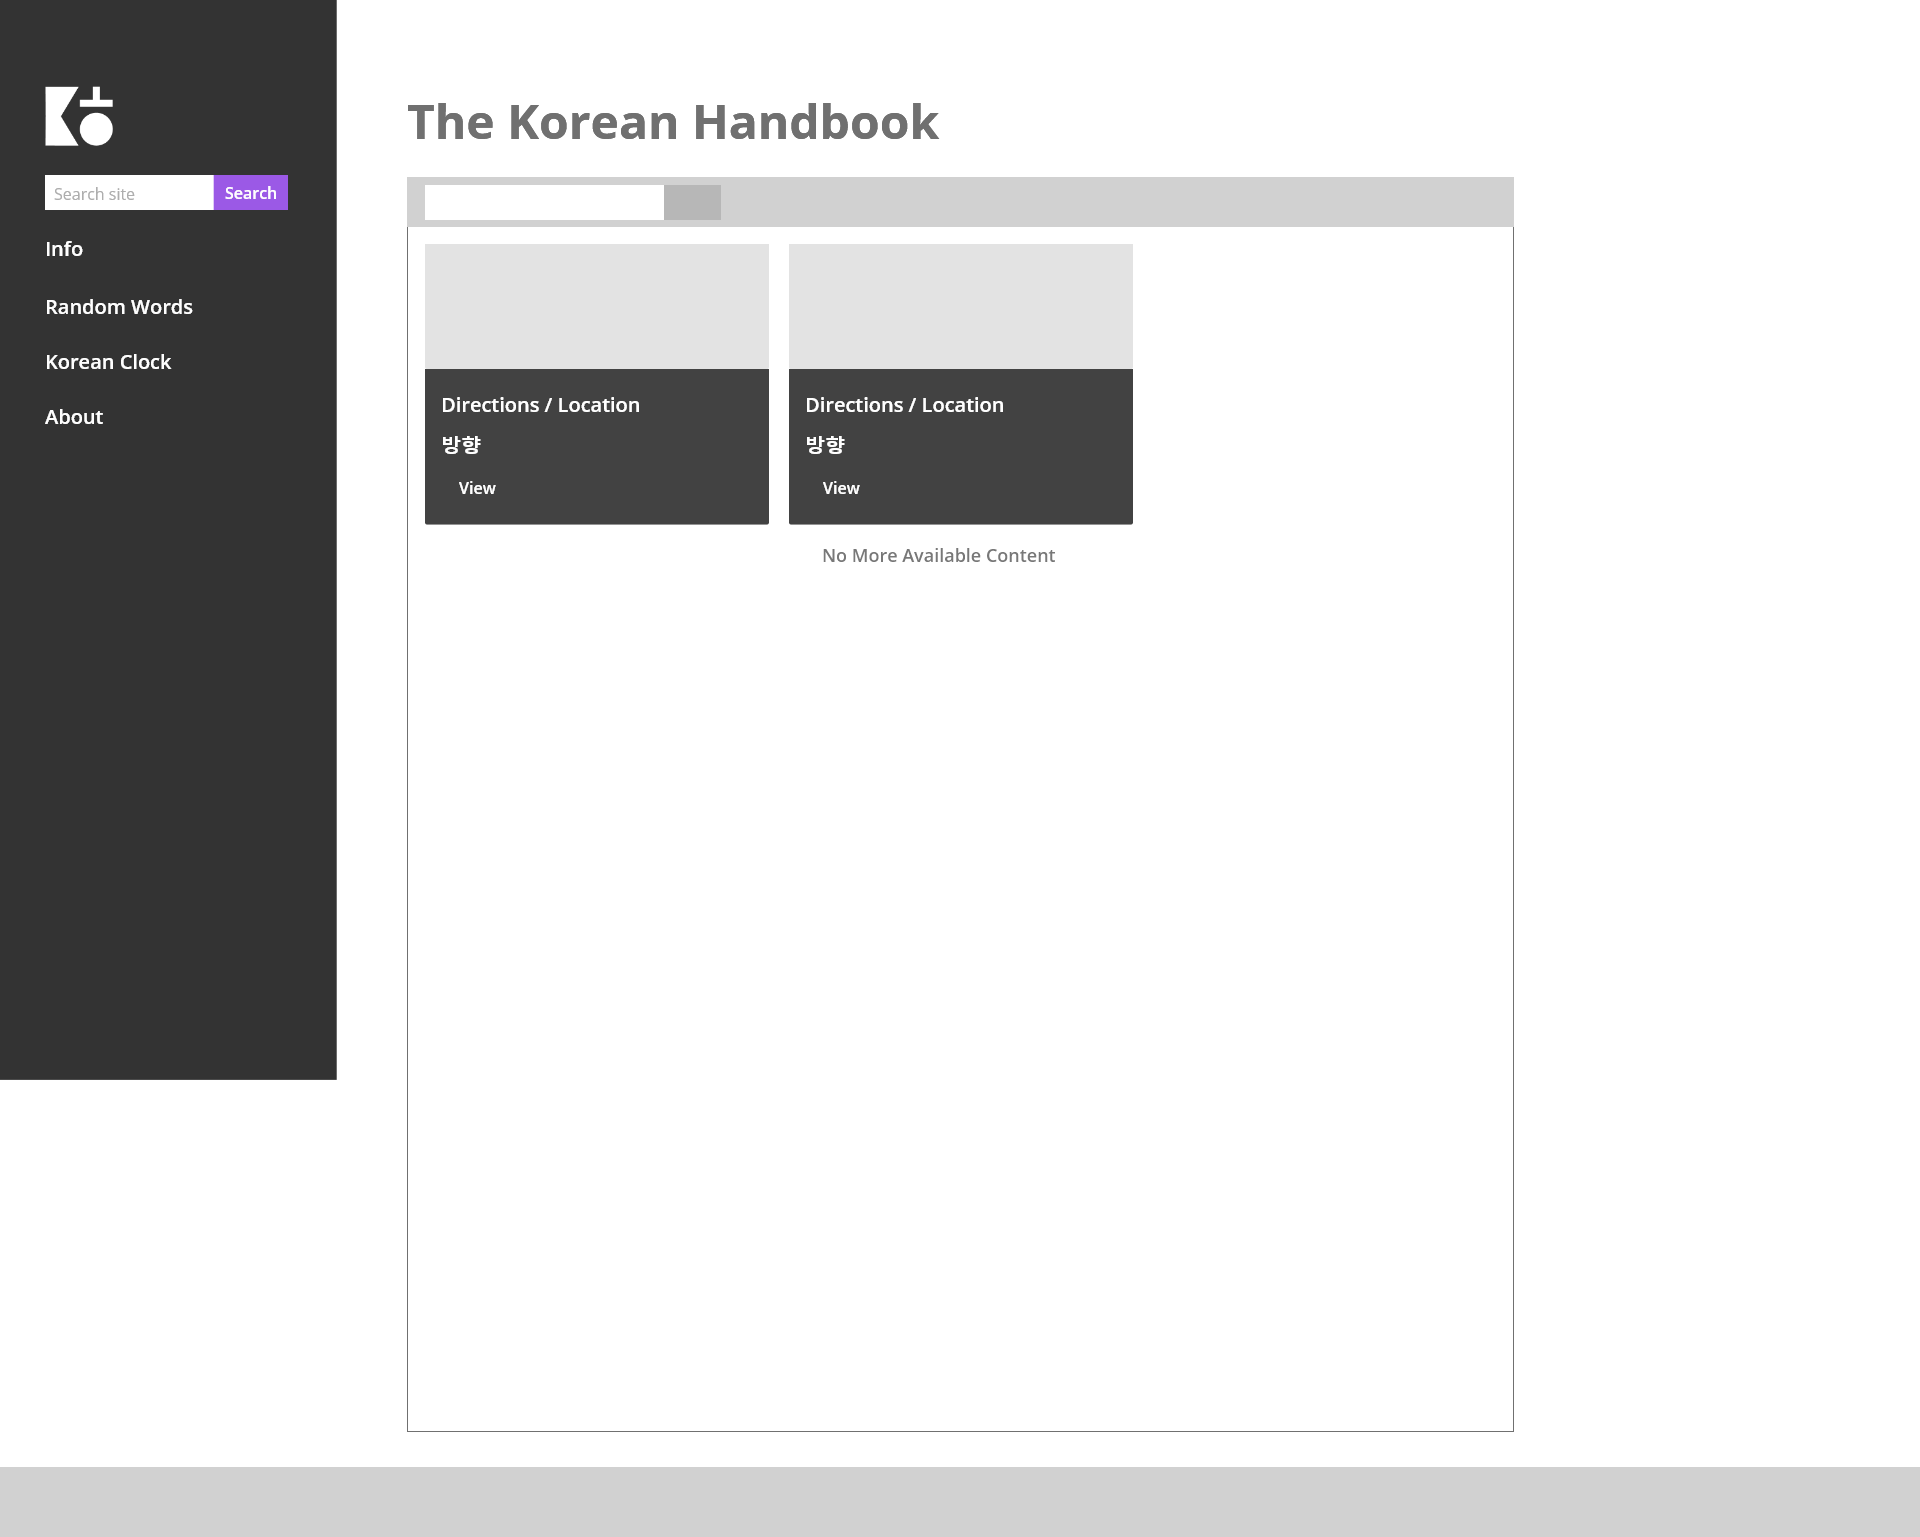 Search site
Search
Info
Random Words
Korean Clock
About
The Korean Handbook
Directions / Location
방향
View
Directions / Location
방향
View
No More Available Content